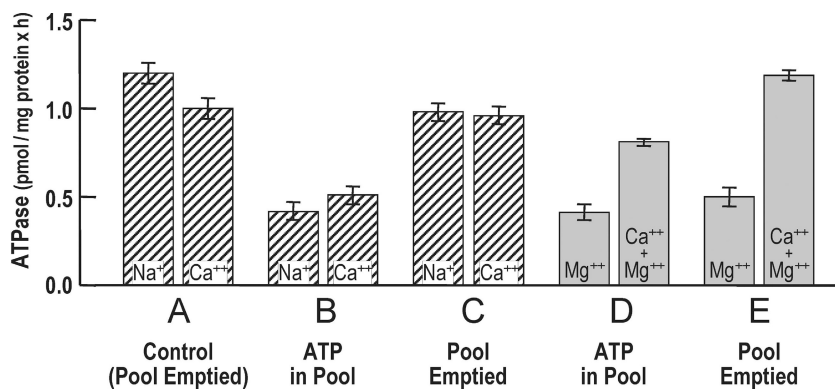 1.5
1.0
0.5
0.0
ATPase (pmol / mg protein x h)
Na⁺ Ca⁺⁺ Na⁺ Ca⁺⁺ Na⁺ Ca⁺⁺ Mg⁺⁺ Ca⁺⁺ + Mg⁺⁺ Mg⁺⁺ Ca⁺⁺ + Mg⁺⁺
A B C D E
Control ATP Pool ATP Pool
(Pool Emptied) in Pool Emptied in Pool Emptied